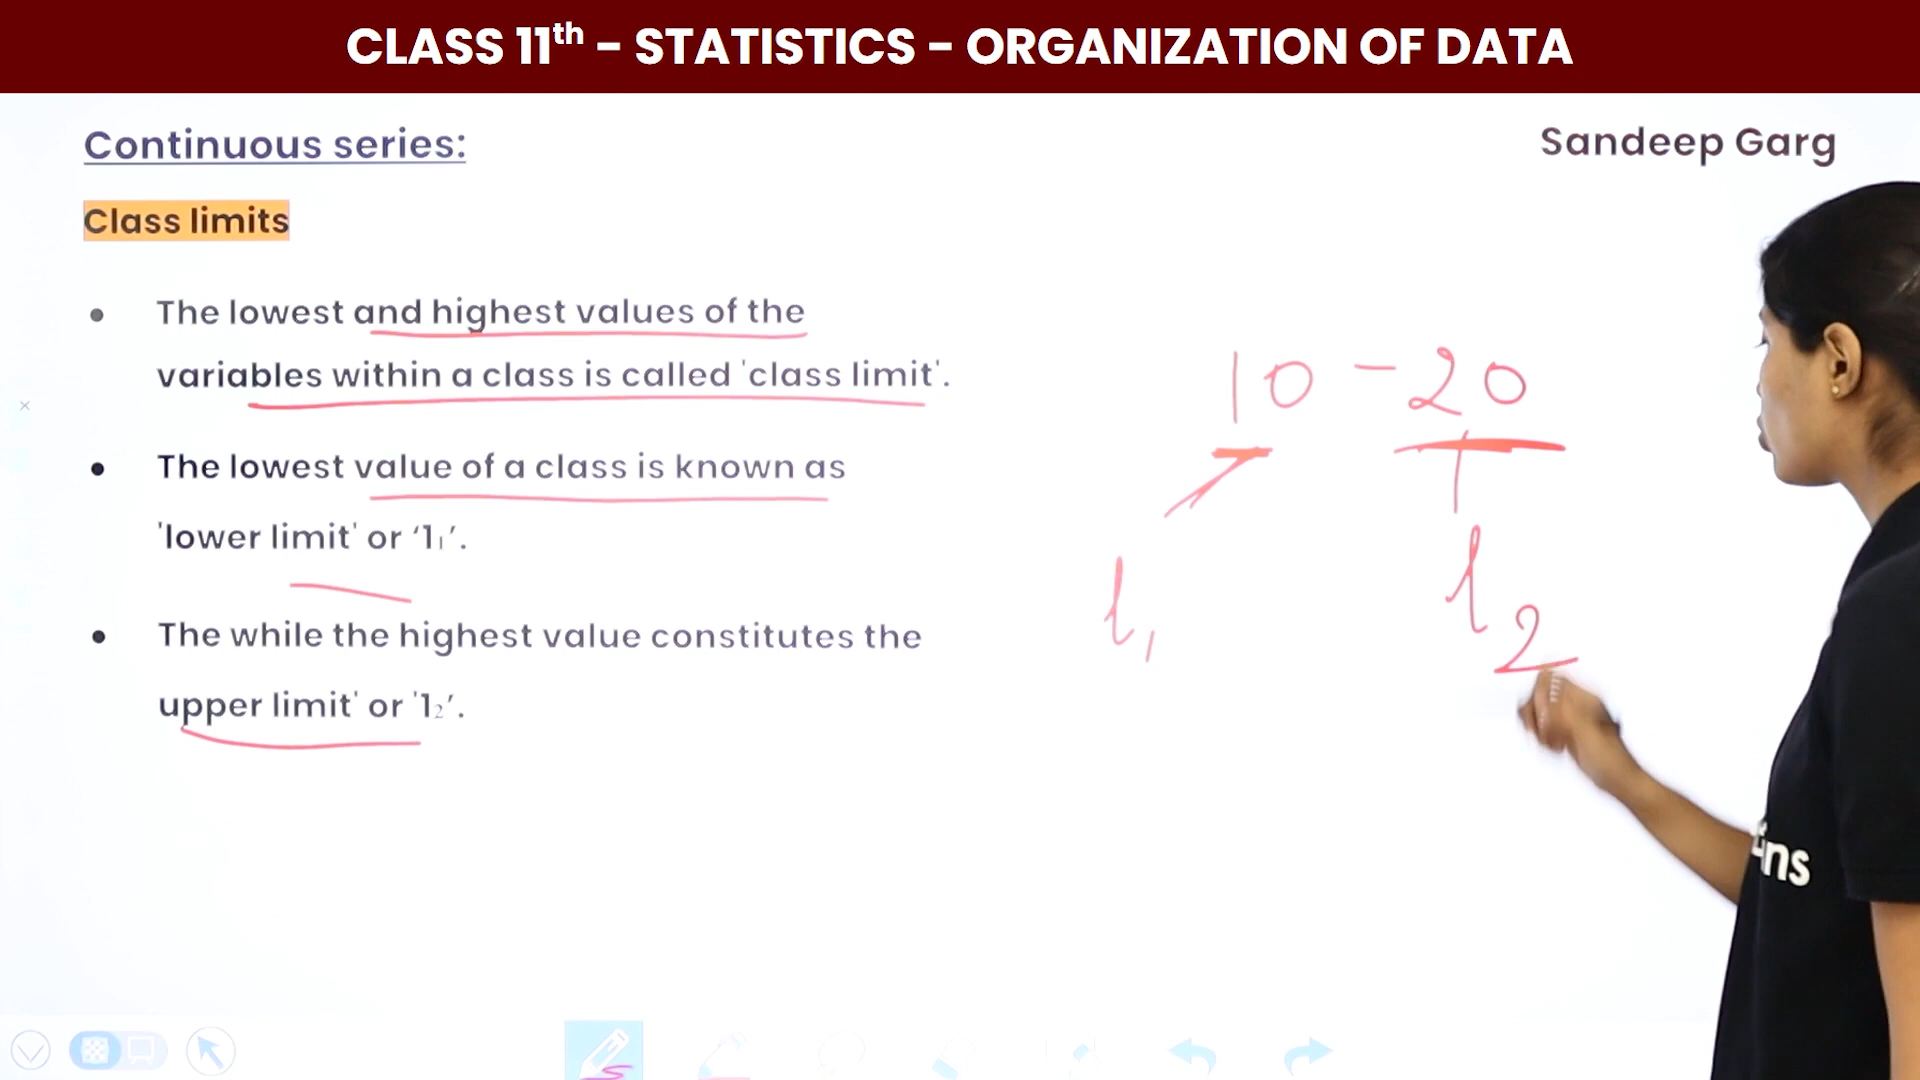 CLASS 11th - STATISTICS - ORGANIZATION OF DATA
Continuous series:
Sandeep Garg
Class limits
• The lowest and highest values of the
variables within a class is called 'class limit'.
• The lowest value of a class is known as
'lower limit' or ‘l₁’.
• The while the highest value constitutes the
upper limit' or 'l₂’.
10 - 20
l₁
l₂